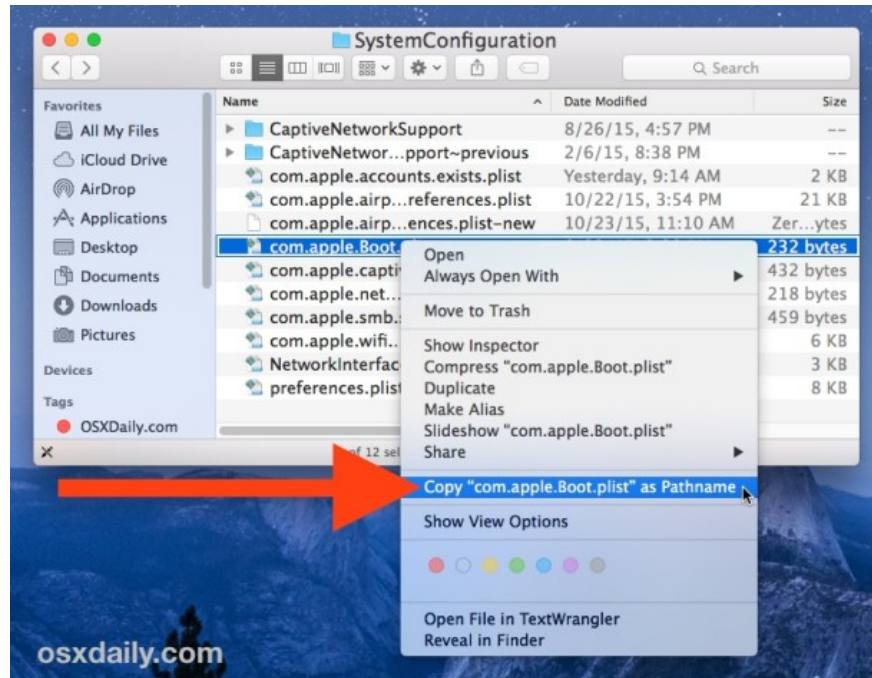 SystemConfiguration
Search
Favorites
All My Files
iCloud Drive
AirDrop
Applications
Desktop
Documents
Downloads
Pictures
Devices
Tags
OSXDaily.com
Name Date Modified Size
CaptiveNetworkSupport 8/26/15, 4:57 PM --
CaptiveNetwor...pport~previous 2/6/15, 8:38 PM --
com.apple.accounts.exists.plist Yesterday, 9:14 AM 2 KB
com.apple.airp...references.plist 10/22/15, 3:54 PM 21 KB
com.apple.airp...ences.plist-new 10/23/15, 11:10 AM Zer...ytes
com.apple.Boot. 232 bytes
com.apple.capti 432 bytes
com.apple.net... 218 bytes
com.apple.smb. 459 bytes
com.apple.wifi.. 6 KB
NetworkInterfac 3 KB
preferences.plist 8 KB
of 12 sel
Open
Always Open With
Move to Trash
Show Inspector
Compress “com.apple.Boot.plist”
Duplicate
Make Alias
Slideshow “com.apple.Boot.plist”
Share
Copy “com.apple.Boot.plist” as Pathname
Show View Options
Open File in TextWrangler
Reveal in Finder
osxdaily.com